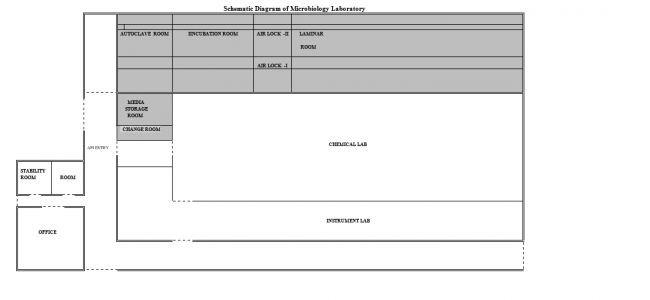 Schematic Diagram of Microbiology Laboratory
AUTOCLAVE ROOM
INCUBATION ROOM
AIR LOCK -II
LAMINAR
ROOM
AIR LOCK -I
MEDIA
STORAGE
ROOM
CHANGE ROOM
CHEMICAL LAB
STABILITY
ROOM
ROOM
INSTRUMENT LAB
OFFICE